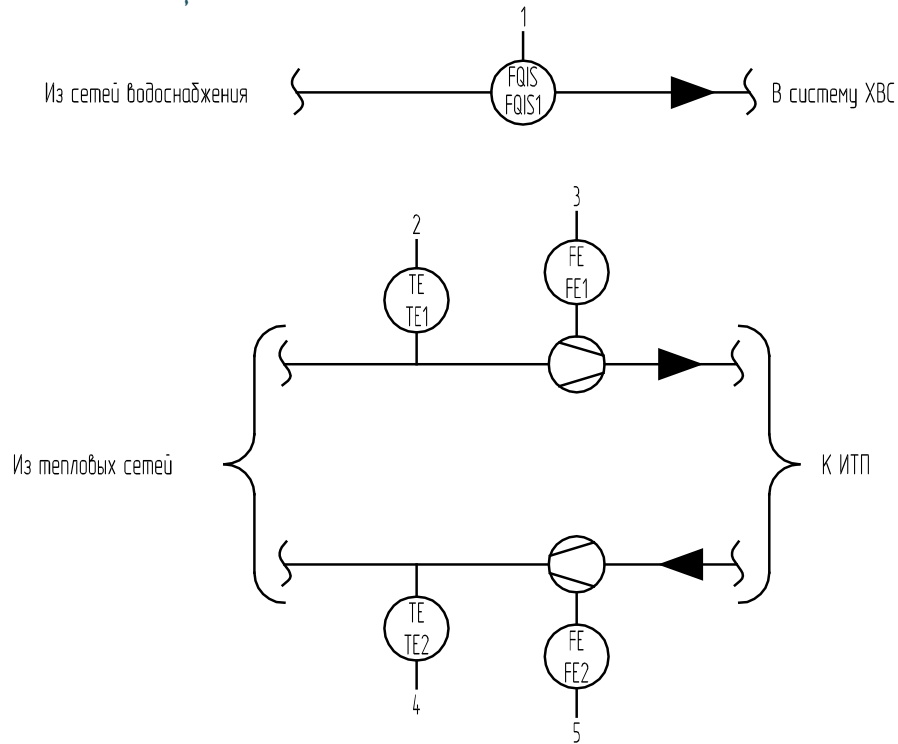 1
Из сетей водоснабжения
FQIS
FQIS1
В систему ХВС
3
2
FE
FE1
TE
TE1
Из тепловых сетей
К ИТП
TE
TE2
FE
FE2
4
5